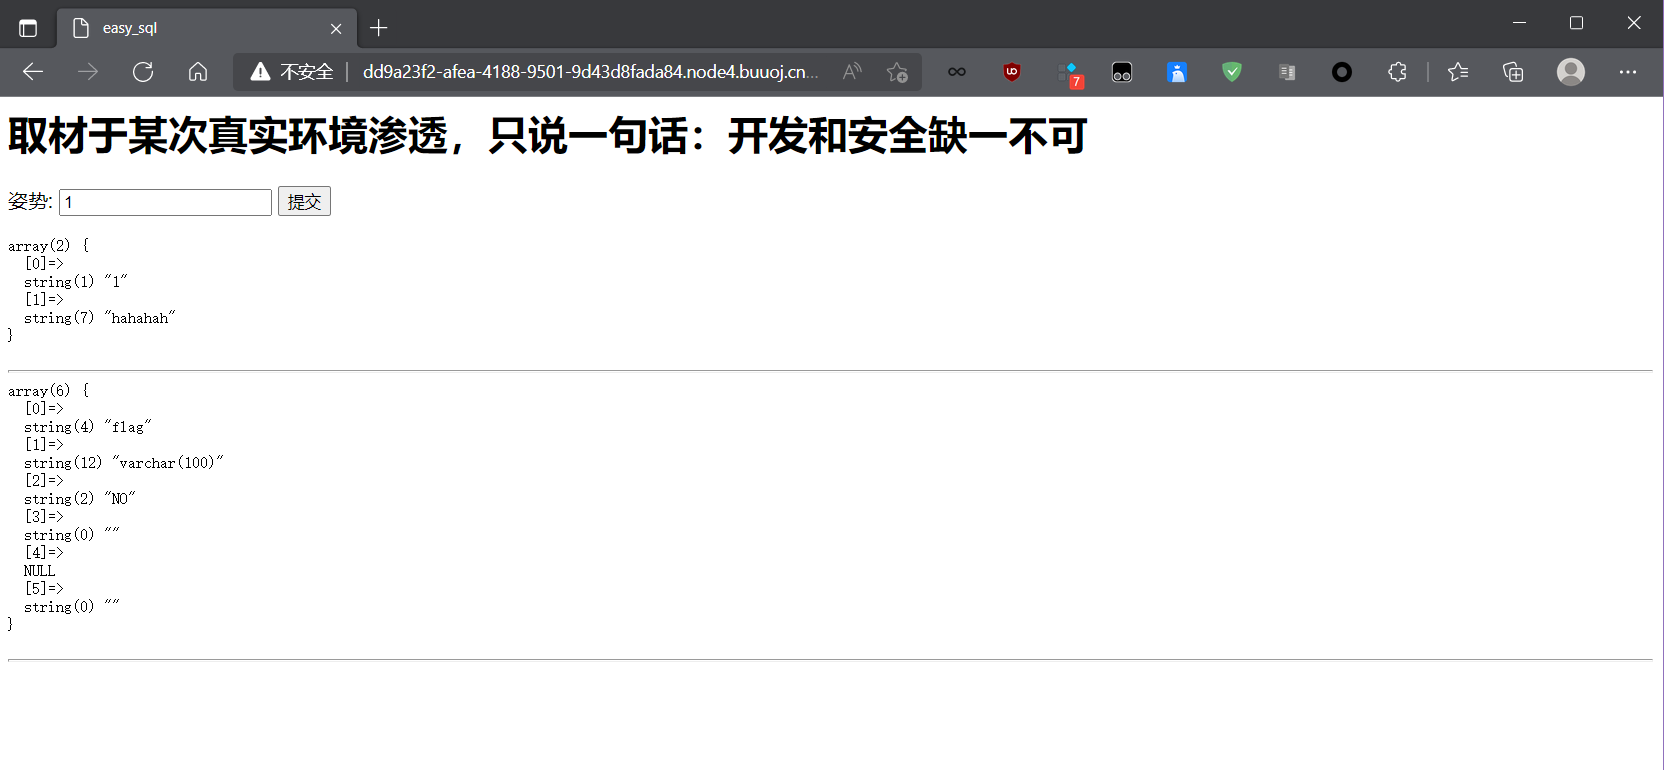 easy_sql
不安全 dd9a23f2-afea-4188-9501-9d43d8fada84.node4.buuoj.cn...
7
取材于某次真实环境渗透，只说一句话：开发和安全缺一不可
姿势: 1 提交
array(2) {
  [0]=>
  string(1) "1"
  [1]=>
  string(7) "hahahah"
}
array(6) {
  [0]=>
  string(4) "flag"
  [1]=>
  string(12) "varchar(100)"
  [2]=>
  string(2) "NO"
  [3]=>
  string(0) ""
  [4]=>
  NULL
  [5]=>
  string(0) ""
}